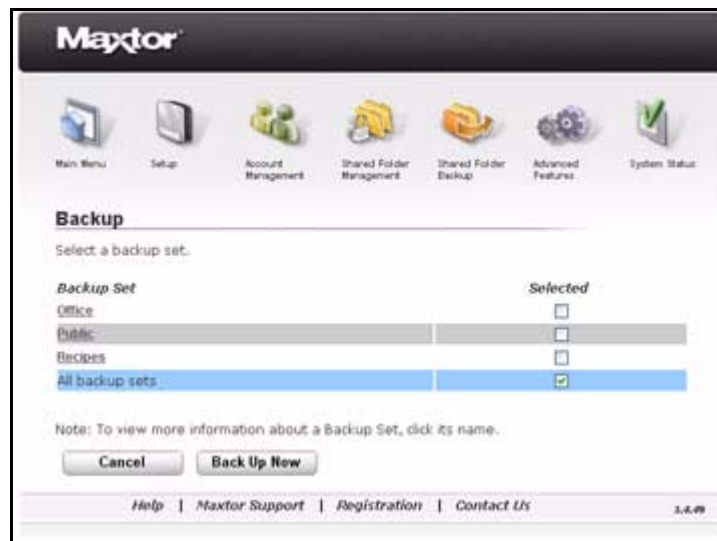 Maxtor
Main Menu
Setup
Account Management
Shared Folder Management
Shared Folder Backup
Advanced Features
System Status
Backup
Select a backup set.
Backup Set Selected
Office
Public
Recipes
All backup sets
Note: To view more information about a Backup Set, click its name.
Cancel Back Up Now
Help | Maxtor Support | Registration | Contact Us